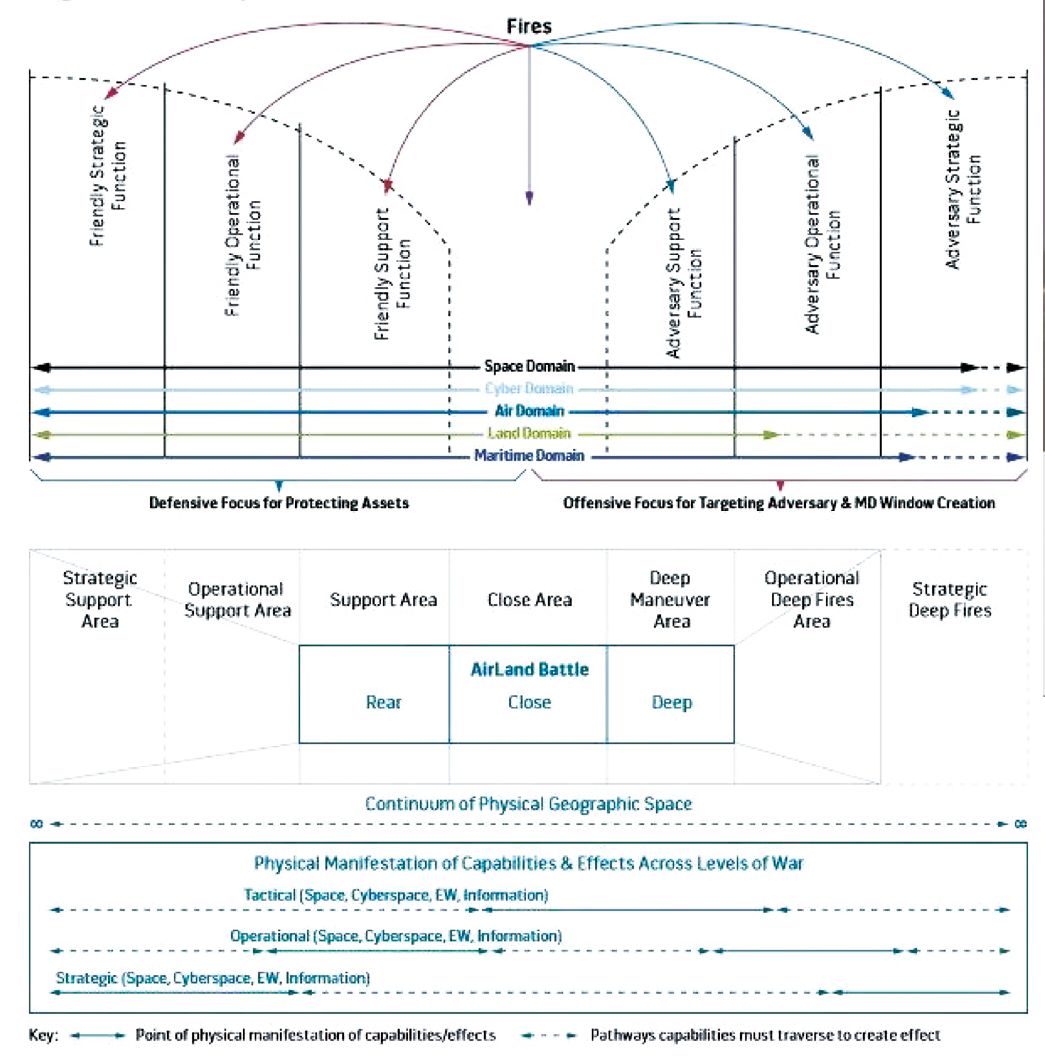 Fires
Friendly Strategic
Function
Friendly Operational
Function
Friendly Support
Function
Adversary Support
Function
Adversary Operational
Function
Adversary Strategic
Function
Space Domain
Cyber Domain
Air Domain
Land Domain
Maritime Domain
Defensive Focus for Protecting Assets
Offensive Focus for Targeting Adversary & MD Window Creation
Strategic
Support
Area
Operational
Support Area
Support Area
Close Area
Deep
Maneuver
Area
Operational
Deep Fires
Area
Strategic
Deep Fires
AirLand Battle
Rear
Close
Deep
Continuum of Physical Geographic Space
∞
∞
Physical Manifestation of Capabilities & Effects Across Levels of War
Tactical (Space, Cyberspace, EW, Information)
Operational (Space, Cyberspace, EW, Information)
Strategic (Space, Cyberspace, EW, Information)
Key:
Point of physical manifestation of capabilities/effects
Pathways capabilities must traverse to create effect